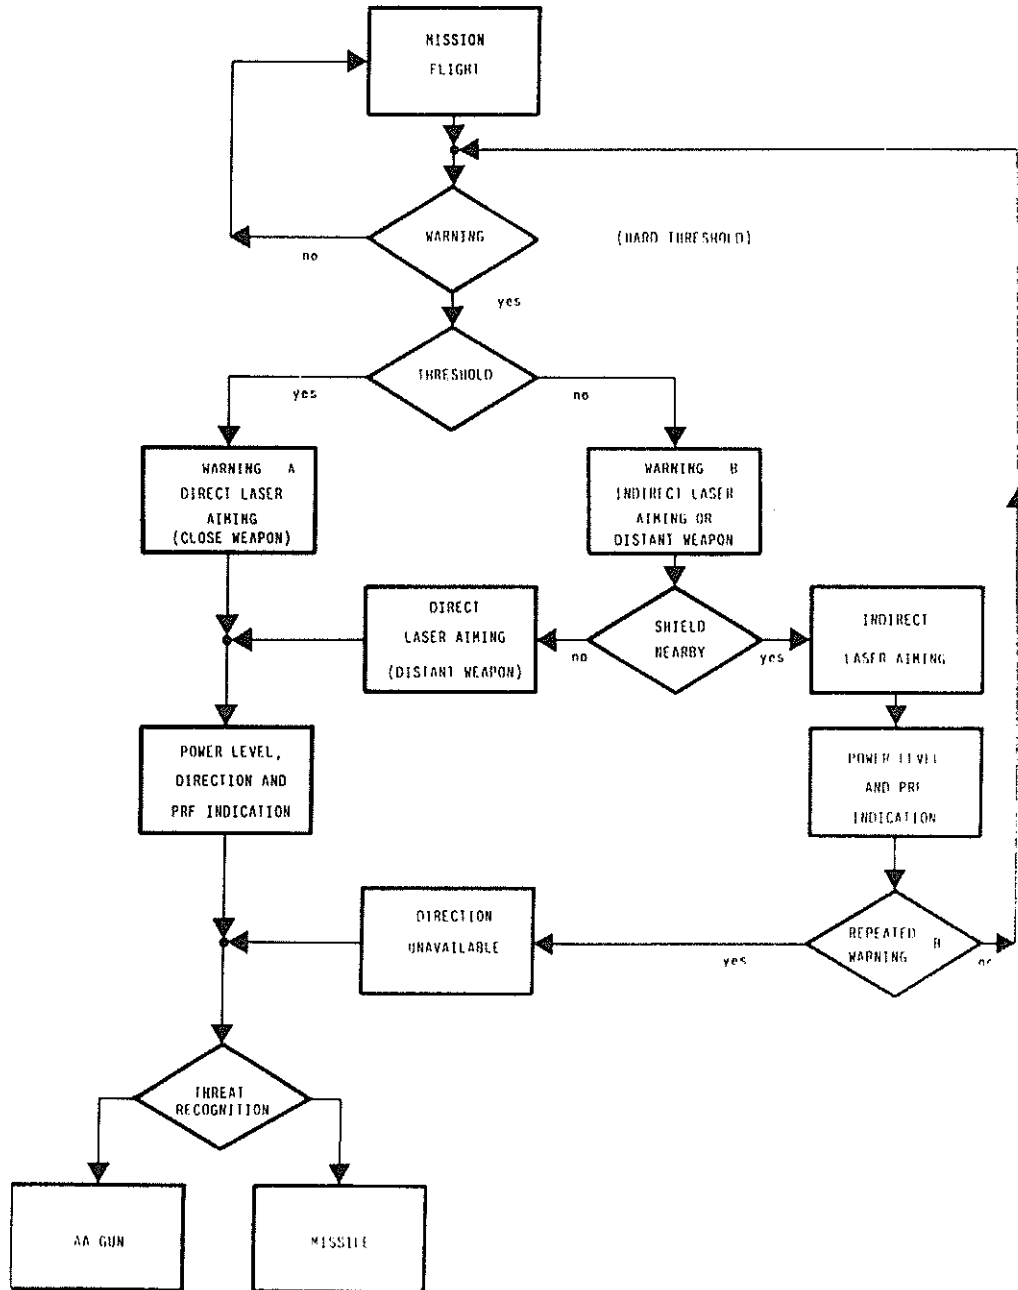 MISSION
FLIGHT
WARNING
(HARD THRESHOLD)
no
yes
THRESHOLD
yes
no
WARNING A
DIRECT LASER
AIMING
(CLOSE WEAPON)
WARNING B
INDIRECT LASER
AIMING OR
DISTANT WEAPON
DIRECT
LASER AIMING
(DISTANT WEAPON)
no
SHIELD
NEARBY
yes
INDIRECT
LASER AIMING
POWER LEVEL,
DIRECTION AND
PRF INDICATION
POWER LEVEL
AND PRF
INDICATION
DIRECTION
UNAVAILABLE
yes
REPEATED
WARNING B
no
THREAT
RECOGNITION
AA GUN
MISSILE